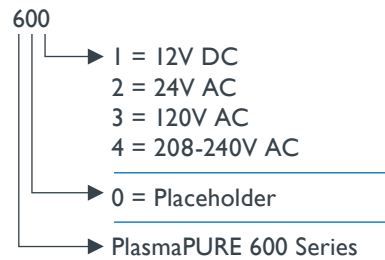 600
1 = 12V DC
2 = 24V AC
3 = 120V AC
4 = 208-240V AC
0 = Placeholder
PlasmaPURE 600 Series